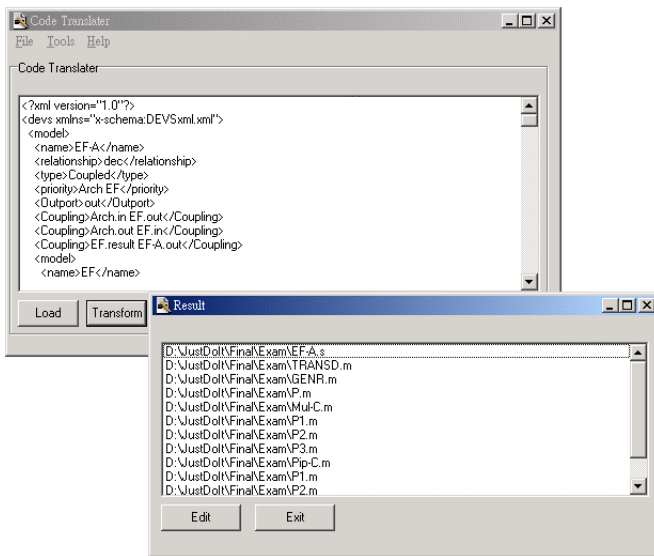 Code Translater
File Tools Help
Code Translater
<?xml version="1.0"?>
<devs xmlns="x-schema:DEVSxml.xml">
<model>
<name>EF-A</name>
<relationship>dec</relationship>
<type>Coupled</type>
<priority>Arch EF</priority>
<Outport>out</Outport>
<Coupling>Arch.in EF.out</Coupling>
<Coupling>Arch.out EF.in</Coupling>
<Coupling>EF.result EF-A.out</Coupling>
<model>
<name>EF</name>
Load Transform
Result
D:\JustDoIt\Final\Exam\EF-A.s
D:\JustDoIt\Final\Exam\TRANSD.m
D:\JustDoIt\Final\Exam\GENR.m
D:\JustDoIt\Final\Exam\P.m
D:\JustDoIt\Final\Exam\Mul-C.m
D:\JustDoIt\Final\Exam\P1.m
D:\JustDoIt\Final\Exam\P2.m
D:\JustDoIt\Final\Exam\P3.m
D:\JustDoIt\Final\Exam\Pip-C.m
D:\JustDoIt\Final\Exam\P1.m
D:\JustDoIt\Final\Exam\P2.m
Edit Exit